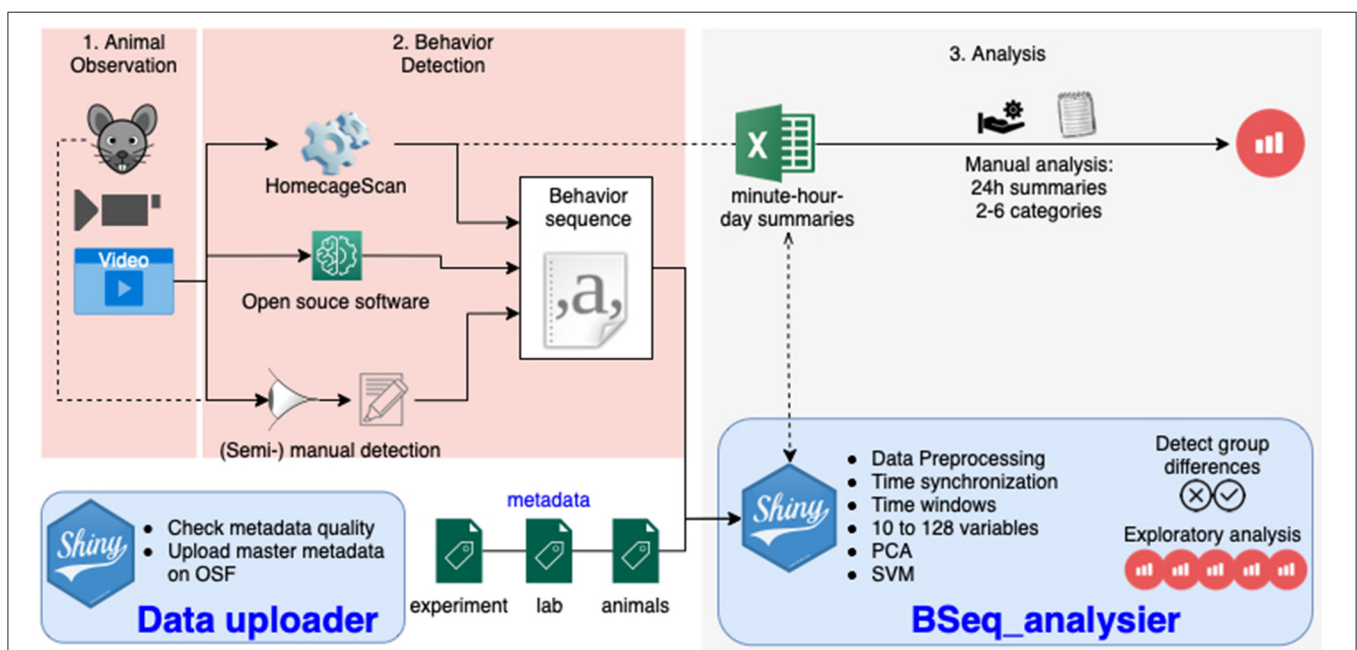 1. Animal
Observation
2. Behavior
Detection
3. Analysis
Video
HomecageScan
Open souce software
(Semi-) manual detection
Behavior
sequence
,a,
X
minute-hour-
day summaries
Manual analysis:
24h summaries
2-6 categories
Shiny
• Check metadata quality
• Upload master metadata
on OSF
Data uploader
metadata
experiment
lab
animals
Shiny
• Data Preprocessing
• Time synchronization
• Time windows
• 10 to 128 variables
• PCA
• SVM
Detect group
differences
Exploratory analysis
BSeq_analysier